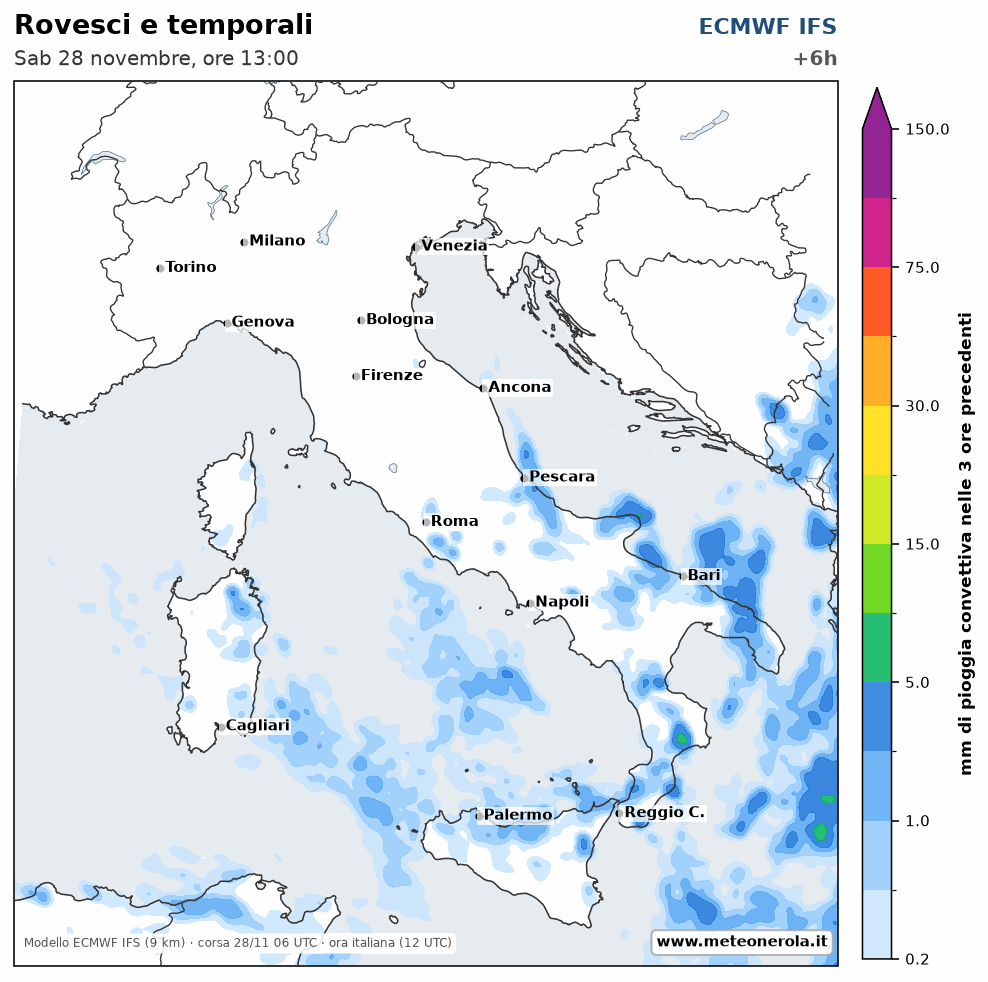 Rovesci e temporali
ECMWF IFS
Sab 28 novembre, ore 13:00
+6h
150.0
75.0
30.0
15.0
5.0
1.0
0.2
mm di pioggia convettiva nelle 3 ore precedenti
Milano
Venezia
Torino
Genova
Bologna
Firenze
Ancona
Pescara
Roma
Bari
Napoli
Cagliari
Palermo
Reggio C.
Modello ECMWF IFS (9 km) · corsa 28/11 06 UTC · ora italiana (12 UTC)
www.meteonerola.it